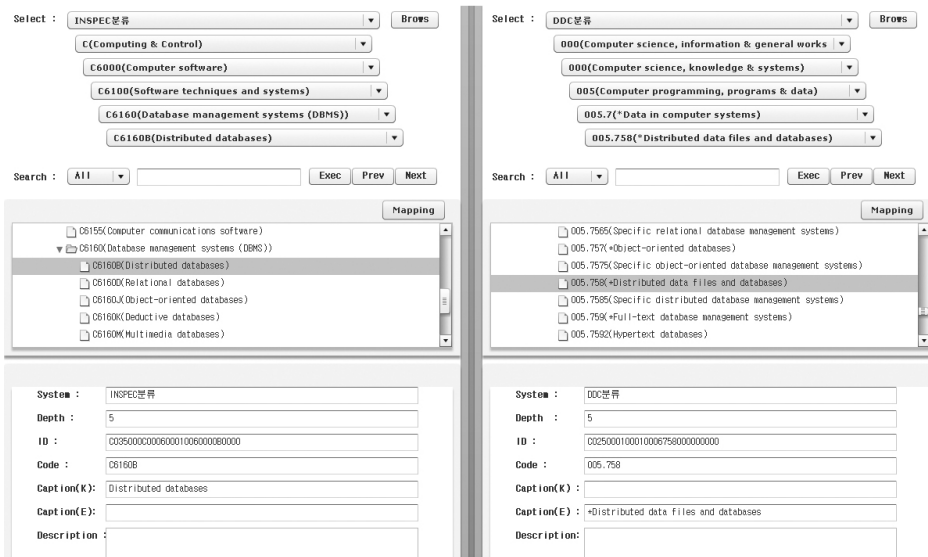 Select : INSPEC분류 Brows
C(Computing & Control)
C6000(Computer software)
C6100(Software techniques and systems)
C6160(Database management systems (DBMS))
C6160B(Distributed databases)
Search : All Exec Prev Next
Mapping
C6155(Computer communications software)
C6160(Database management systems (DBMS))
C6160B(Distributed databases)
C6160D(Relational databases)
C6160J(Object-oriented databases)
C6160K(Deductive databases)
C6160M(Multimedia databases)
System : INSPEC분류
Depth : 5
ID : C035000C000600010060000B0000
Code : C6160B
Caption(K): Distributed databases
Caption(E):
Description :
Select : DDC분류 Brows
000(Computer science, information & general works
000(Computer science, knowledge & systems)
005(Computer programming, programs & data)
005.7(*Data in computer systems)
005.758(*Distributed data files and databases)
Search : All Exec Prev Next
Mapping
005.7565(Specific relational database management systems)
005.757(*Object-oriented databases)
005.7575(Specific object-oriented database management systems)
005.758(*Distributed data files and databases)
005.7585(Specific distributed database management systems)
005.759(*Full-text database management systems)
005.7592(Hypertext databases)
System : DDC분류
Depth : 5
ID : C025000100010006758000000000
Code : 005.758
Caption(K) :
Caption(E) : *Distributed data files and databases
Description: